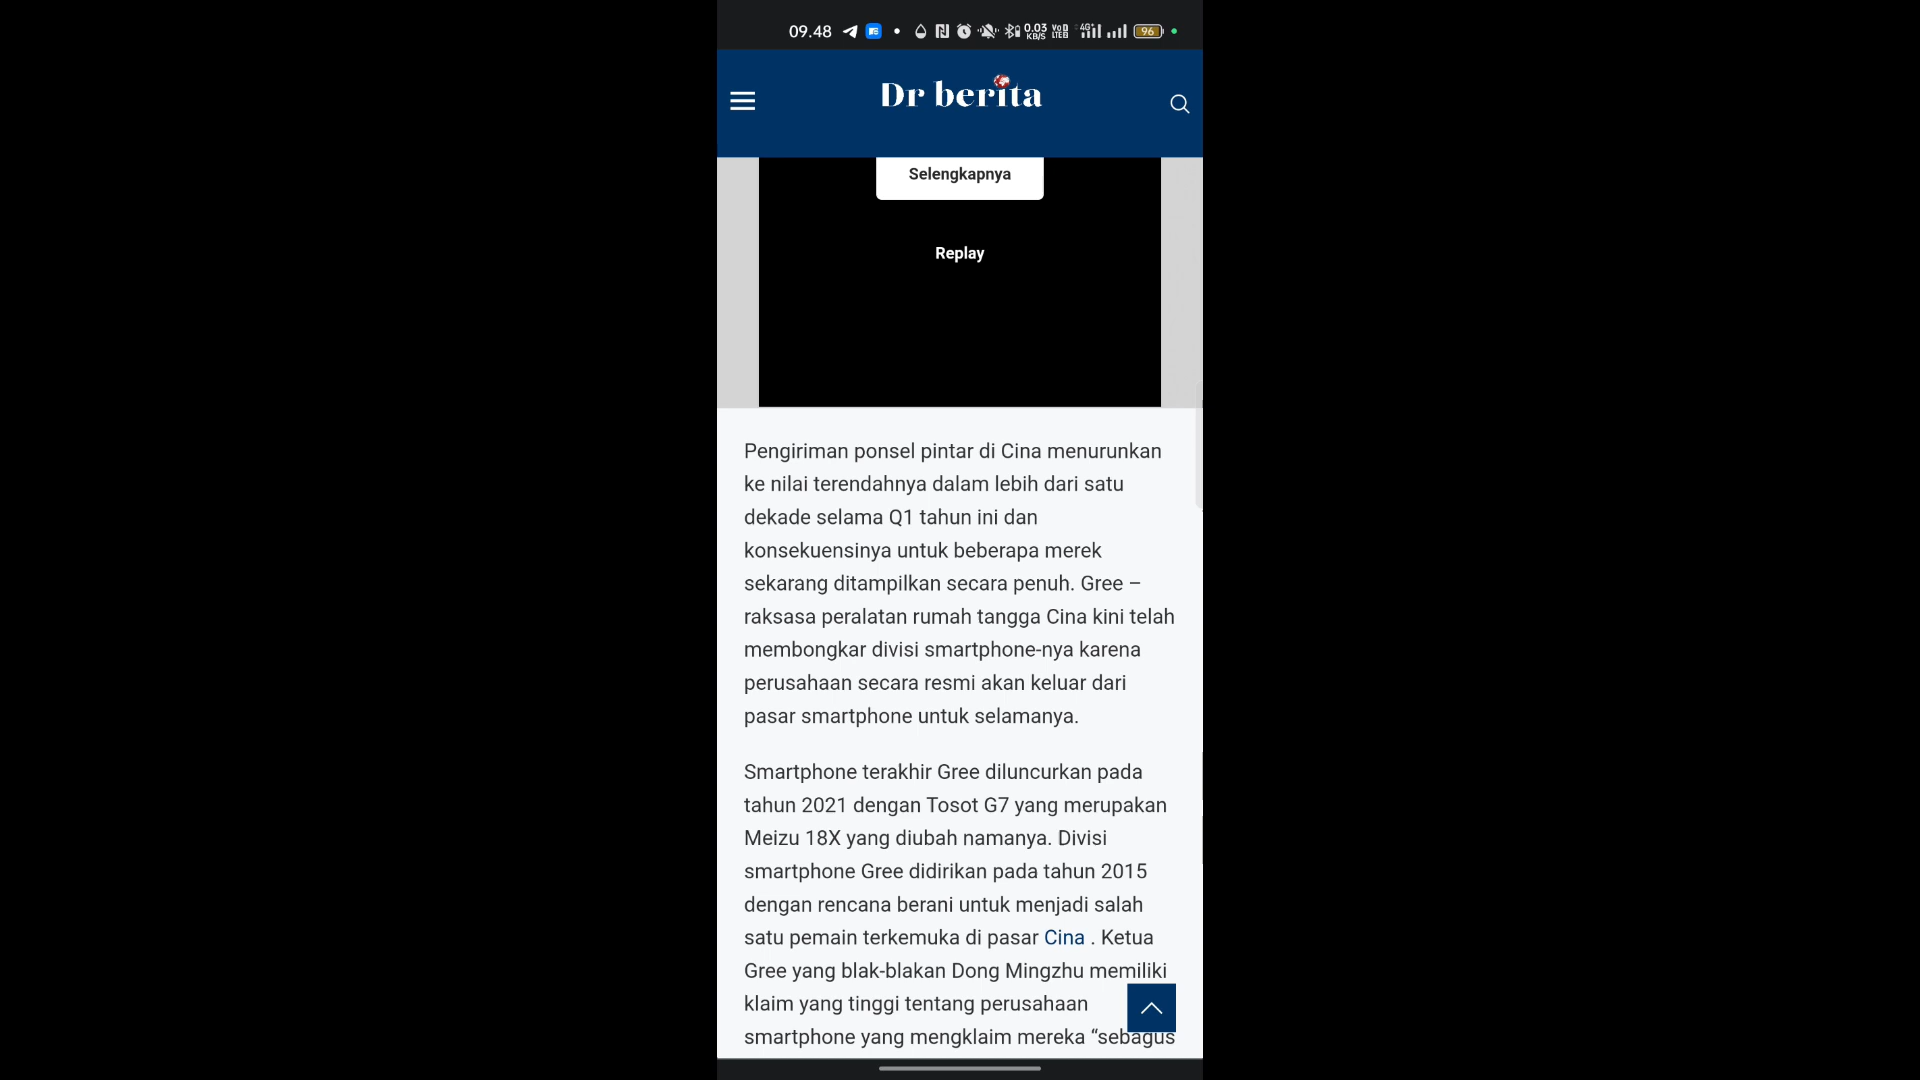 09.48
0.03 KB/S
4G+
96
Dr berita
Selengkapnya
Replay
Pengiriman ponsel pintar di Cina menurunkan
ke nilai terendahnya dalam lebih dari satu
dekade selama Q1 tahun ini dan
konsekuensinya untuk beberapa merek
sekarang ditampilkan secara penuh. Gree –
raksasa peralatan rumah tangga Cina kini telah
membongkar divisi smartphone-nya karena
perusahaan secara resmi akan keluar dari
pasar smartphone untuk selamanya.
Smartphone terakhir Gree diluncurkan pada
tahun 2021 dengan Tosot G7 yang merupakan
Meizu 18X yang diubah namanya. Divisi
smartphone Gree didirikan pada tahun 2015
dengan rencana berani untuk menjadi salah
satu pemain terkemuka di pasar Cina . Ketua
Gree yang blak-blakan Dong Mingzhu memiliki
klaim yang tinggi tentang perusahaan
smartphone yang mengklaim mereka “sebagus